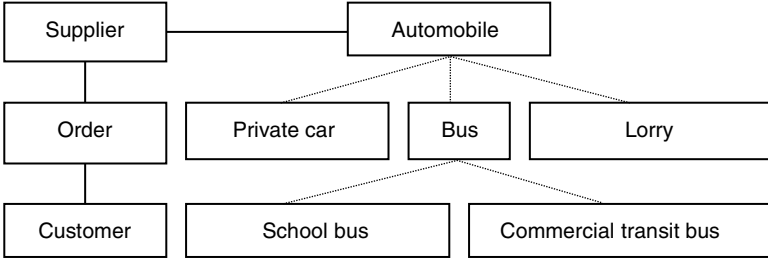 Supplier
Automobile
Order
Private car
Bus
Lorry
Customer
School bus
Commercial transit bus